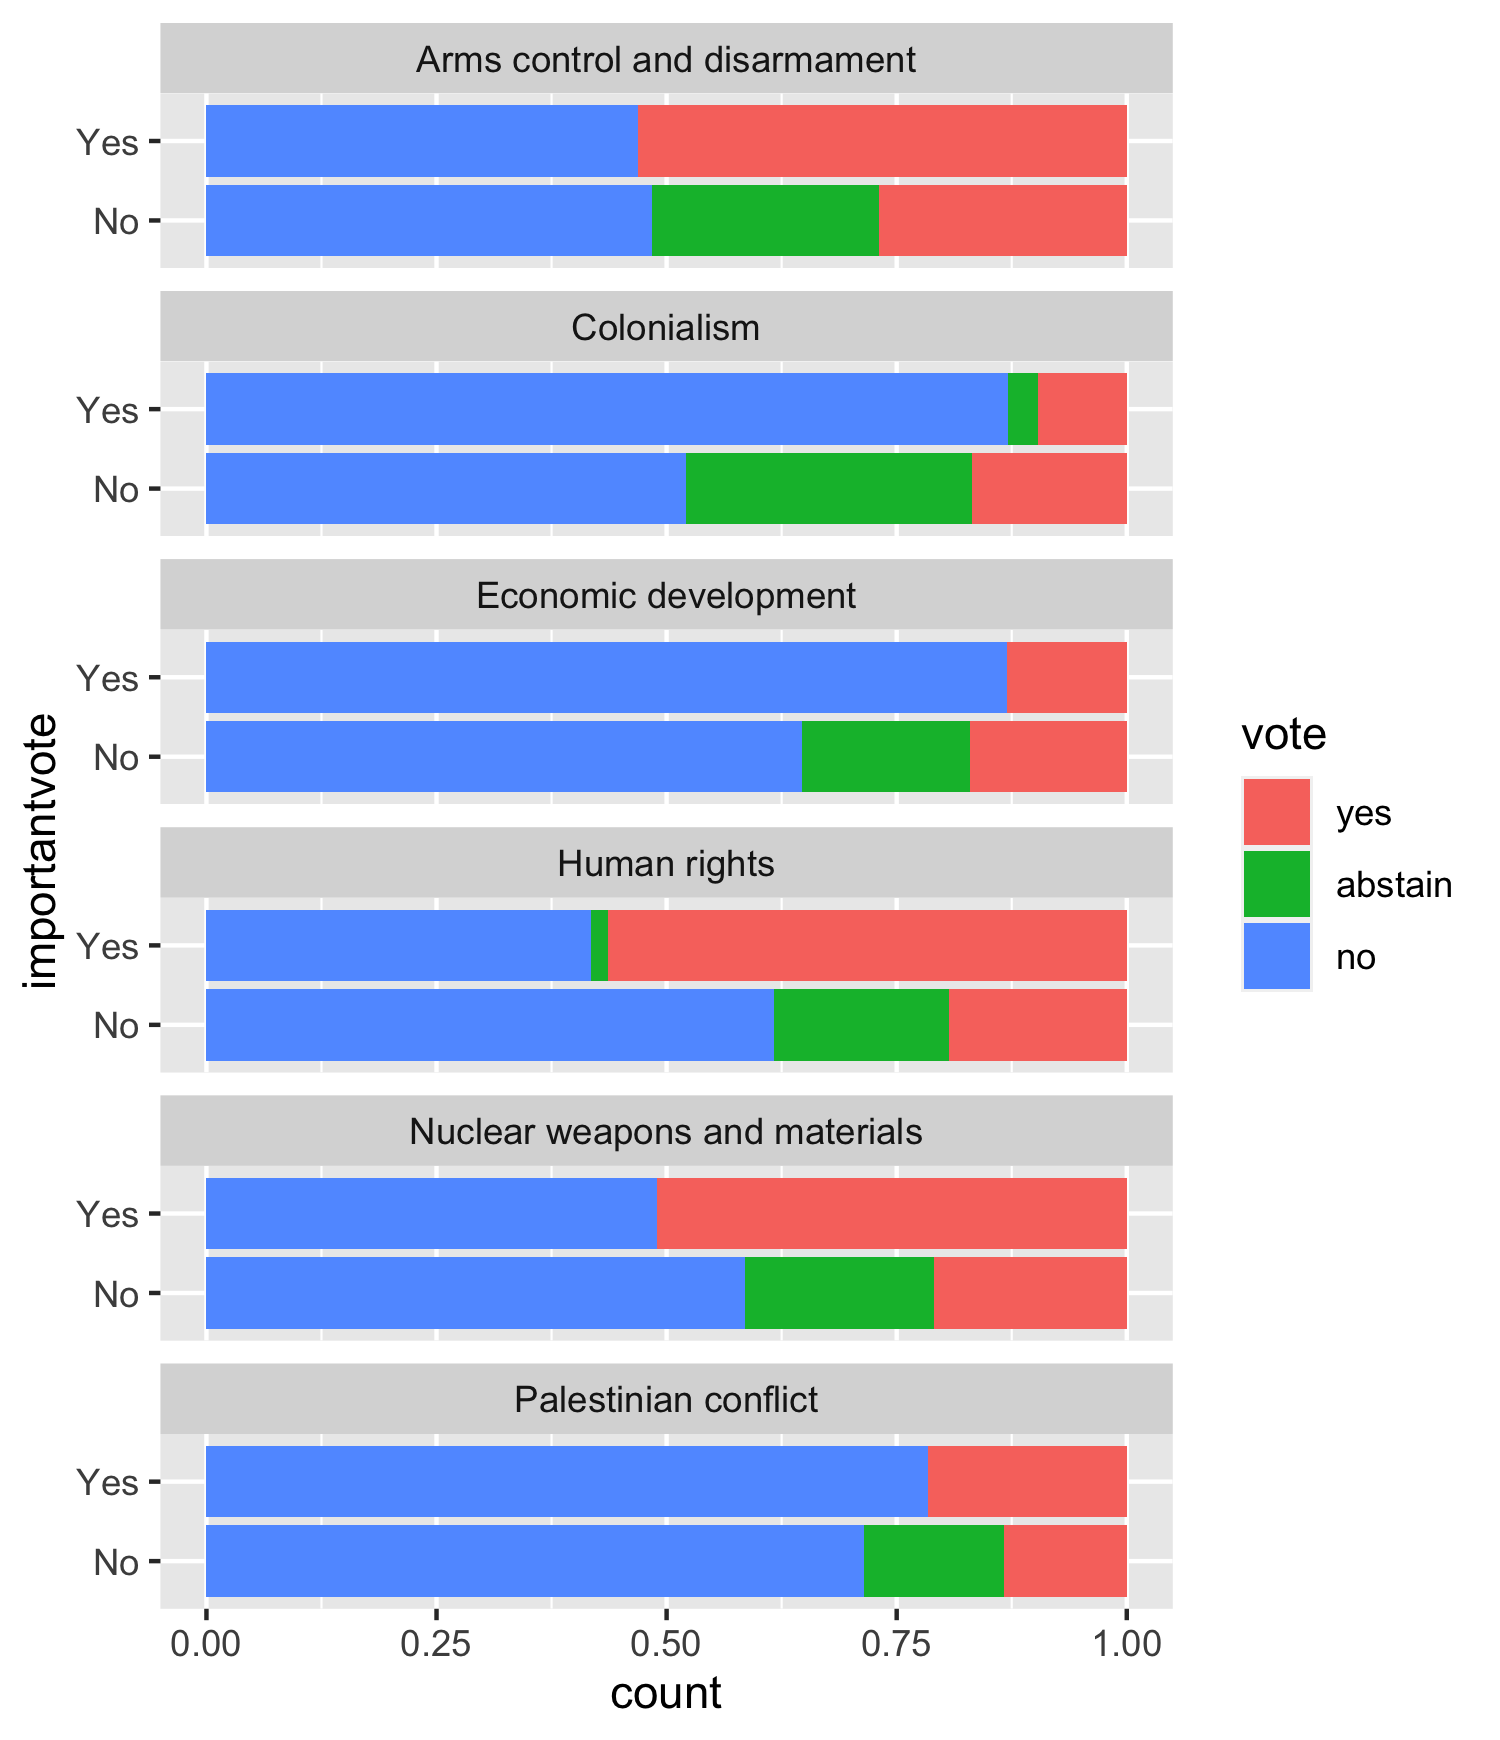 Arms control and disarmament
Yes
No
Colonialism
Yes
No
Economic development
Yes
No
Human rights
Yes
No
Nuclear weapons and materials
Yes
No
Palestinian conflict
Yes
No
0.00 0.25 0.50 0.75 1.00
count
importantvote
vote
yes
abstain
no